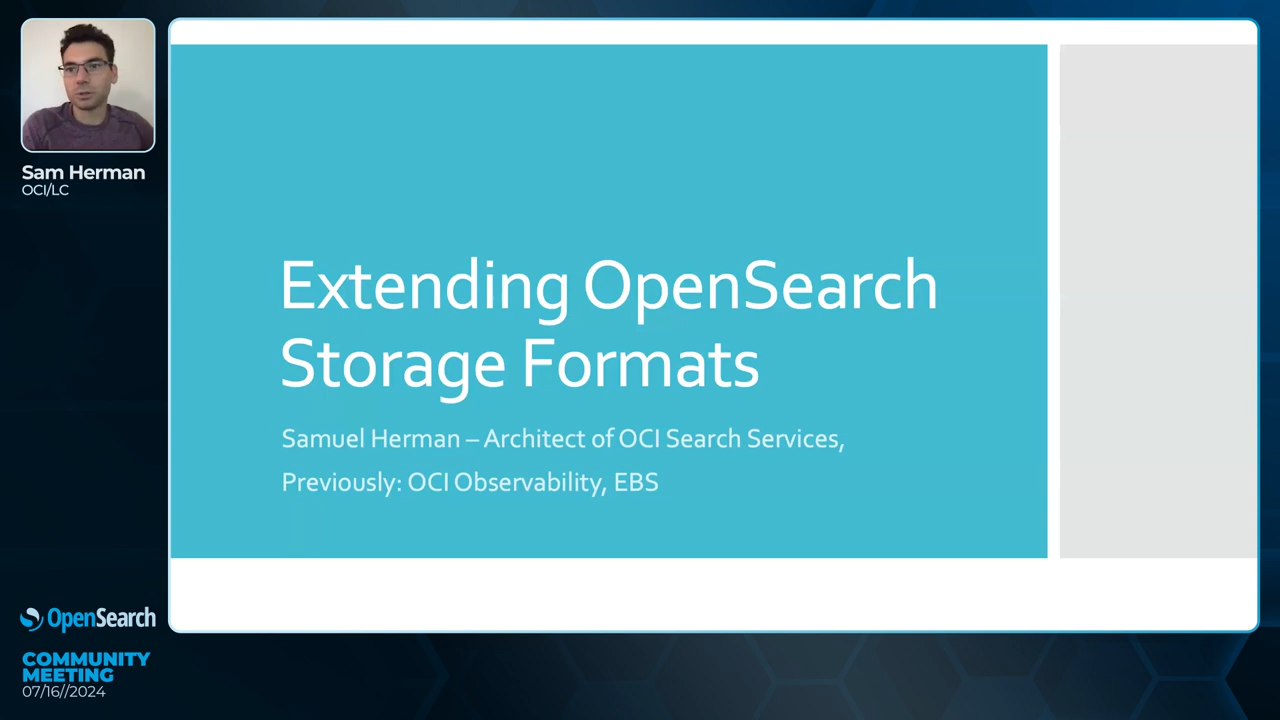 Sam Herman
OCI/LC
Extending OpenSearch
Storage Formats
Samuel Herman – Architect of OCI Search Services,
Previously: OCI Observability, EBS
OpenSearch
COMMUNITY
MEETING
07/16//2024